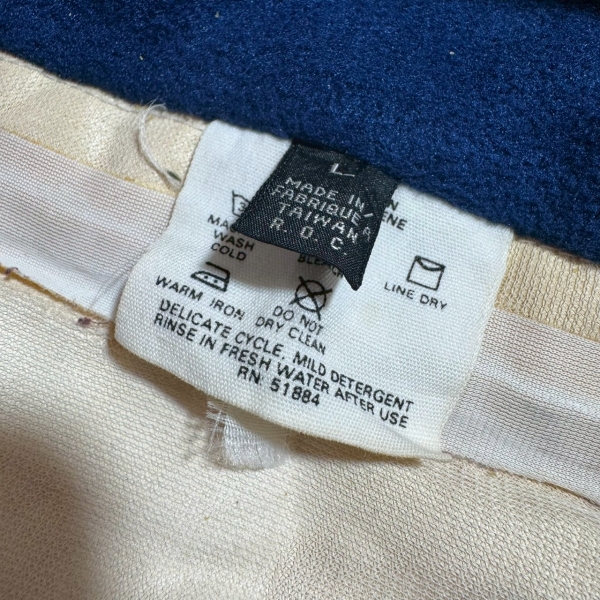 L
MADE IN/
FABRIQUE
TAIWAN
R. O. C.
WASH
COLD
LINE DRY
WARM IRON
DO NOT
DRY CLEAN
DELICATE CYCLE, MILD DETERGENT
RINSE IN FRESH WATER AFTER USE
RN 51884